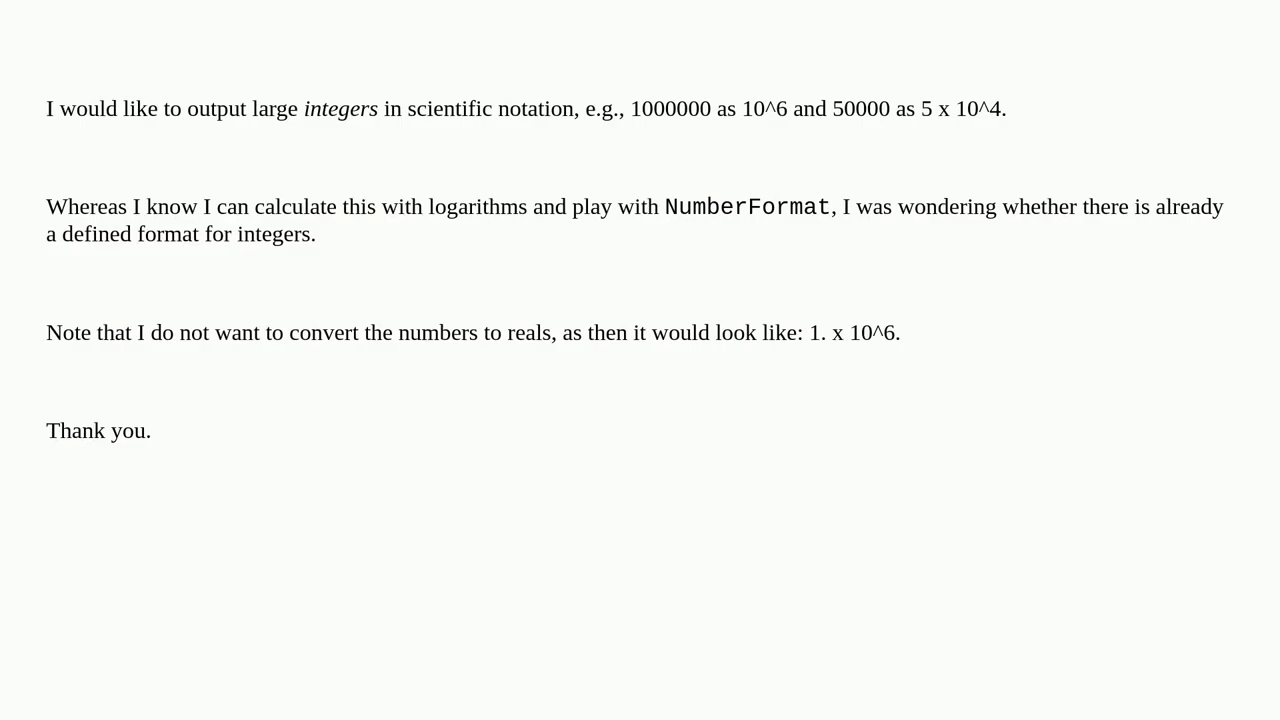 I would like to output large integers in scientific notation, e.g., 1000000 as 10^6 and 50000 as 5 x 10^4.
Whereas I know I can calculate this with logarithms and play with NumberFormat, I was wondering whether there is already
a defined format for integers.
Note that I do not want to convert the numbers to reals, as then it would look like: 1. x 10^6.
Thank you.